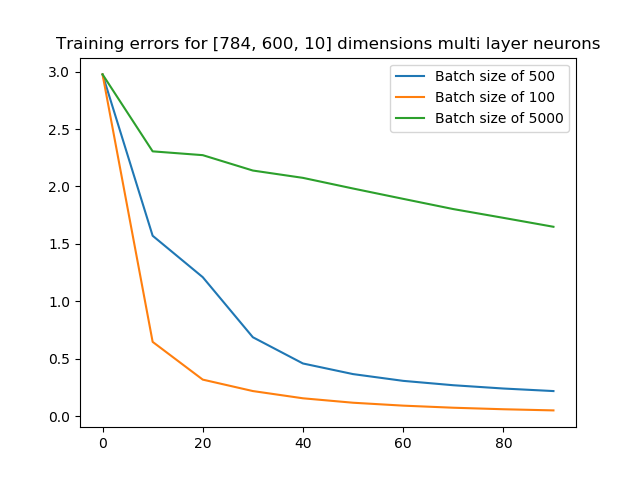 Training errors for [784, 600, 10] dimensions multi layer neurons
Batch size of 500
Batch size of 100
Batch size of 5000
3.0
2.5
2.0
1.5
1.0
0.5
0.0
0 20 40 60 80